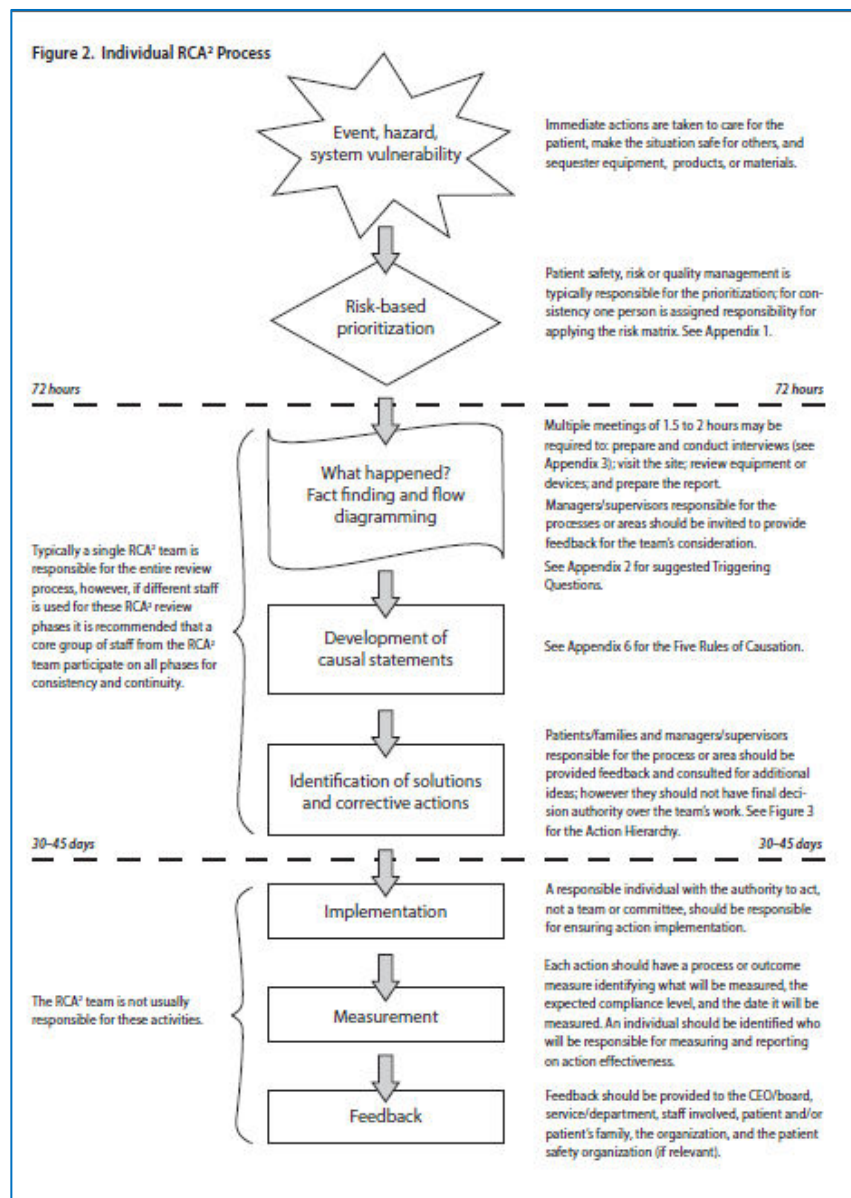 Figure 2. Individual RCA² Process
Event, hazard,
system vulnerability
Immediate actions are taken to care for the
patient, make the situation safe for others, and
sequester equipment, products, or materials.
Risk-based
prioritization
Patient safety, risk or quality management is
typically responsible for the prioritization; for con-
sistency one person is assigned responsibility for
applying the risk matrix. See Appendix 1.
72 hours
72 hours
What happened?
Fact finding and flow
diagramming
Multiple meetings of 1.5 to 2 hours may be
required to: prepare and conduct interviews (see
Appendix 3); visit the site; review equipment or
devices; and prepare the report.
Managers/supervisors responsible for the
processes or areas should be invited to provide
feedback for the team's consideration.
See Appendix 2 for suggested Triggering
Questions.
Typically a single RCA² team is
responsible for the entire review
process, however, if different staff
is used for these RCA² review
phases it is recommended that a
core group of staff from the RCA²
team participate on all phases for
consistency and continuity.
Development of
causal statements
See Appendix 6 for the Five Rules of Causation.
Identification of solutions
and corrective actions
Patients/families and managers/supervisors
responsible for the process or area should be
provided feedback and consulted for additional
ideas; however they should not have final deci-
sion authority over the team's work. See Figure 3
for the Action Hierarchy.
30–45 days
30–45 days
Implementation
A responsible individual with the authority to act,
not a team or committee, should be responsible
for ensuring action implementation.
The RCA² team is not usually
responsible for these activities.
Measurement
Each action should have a process or outcome
measure identifying what will be measured, the
expected compliance level, and the date it will be
measured. An individual should be identified who
will be responsible for measuring and reporting
on action effectiveness.
Feedback
Feedback should be provided to the CEO/board,
service/department, staff involved, patient and/or
patient's family, the organization, and the patient
safety organization (if relevant).